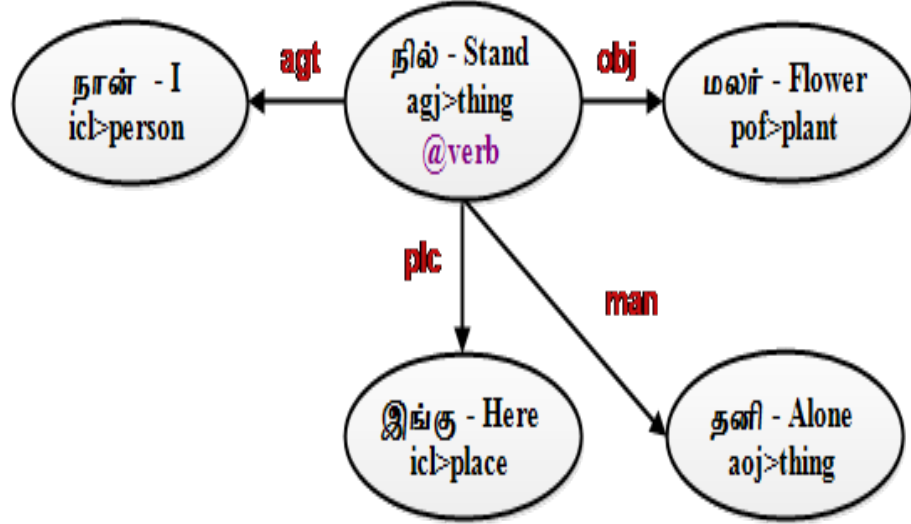 நான் - I
icl>person
agt
நில் - Stand
agj>thing
@verb
obj
மலர் - Flower
pof>plant
plc
man
இங்கு - Here
icl>place
தனி - Alone
aoj>thing